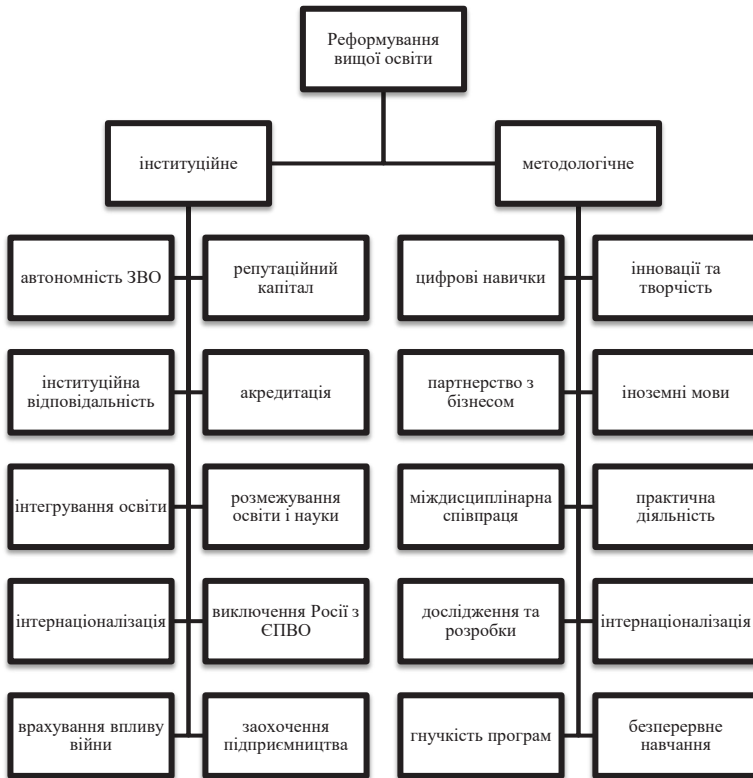 Реформування
вищої освіти
інституційне
методологічне
автономність ЗВО
репутаційний
капітал
цифрові навички
інновації та
творчість
інституційна
відповідальність
акредитація
партнерство з
бізнесом
іноземні мови
інтегрування освіти
розмежування
освіти і науки
міждисциплінарна
співпраця
практична
діяльність
інтернаціоналізація
виключення Росії з
ЄПВО
дослідження та
розробки
інтернаціоналізація
врахування впливу
війни
заохочення
підприємництва
гнучкість програм
безперервне
навчання